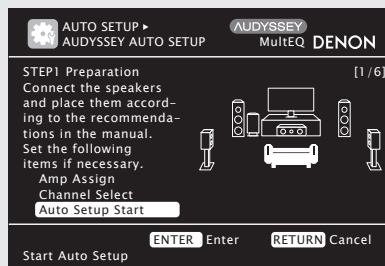 AUTO SETUP ▸
AUDYSSEY AUTO SETUP
AUDYSSEY
MultEQ
DENON
STEP1 Preparation
[1/6]
Connect the speakers
and place them accord–
ing to the recommenda–
tions in the manual.
Set the following
items if necessary.
Amp Assign
Channel Select
Auto Setup Start
ENTER Enter
RETURN Cancel
Start Auto Setup